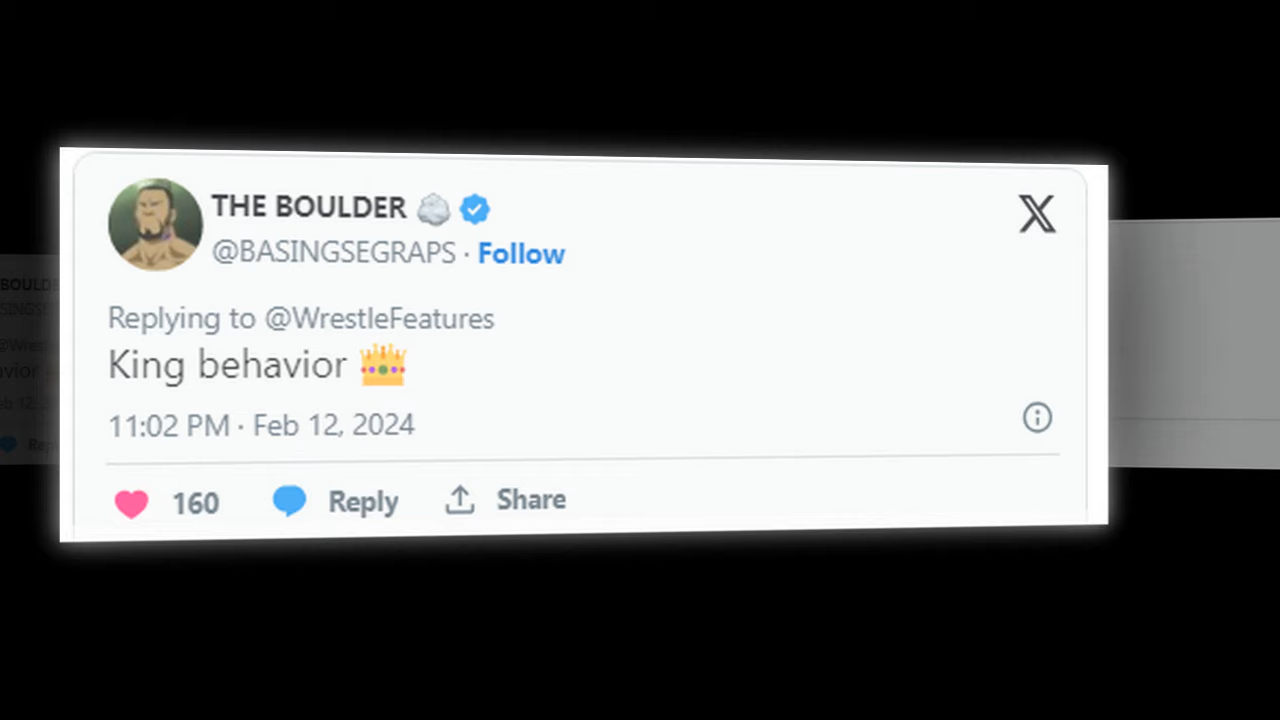 THE BOULDER
@BASINGSEGRAPS · Follow
Replying to @WrestleFeatures
King behavior 👑
11:02 PM · Feb 12, 2024
160 Reply Share